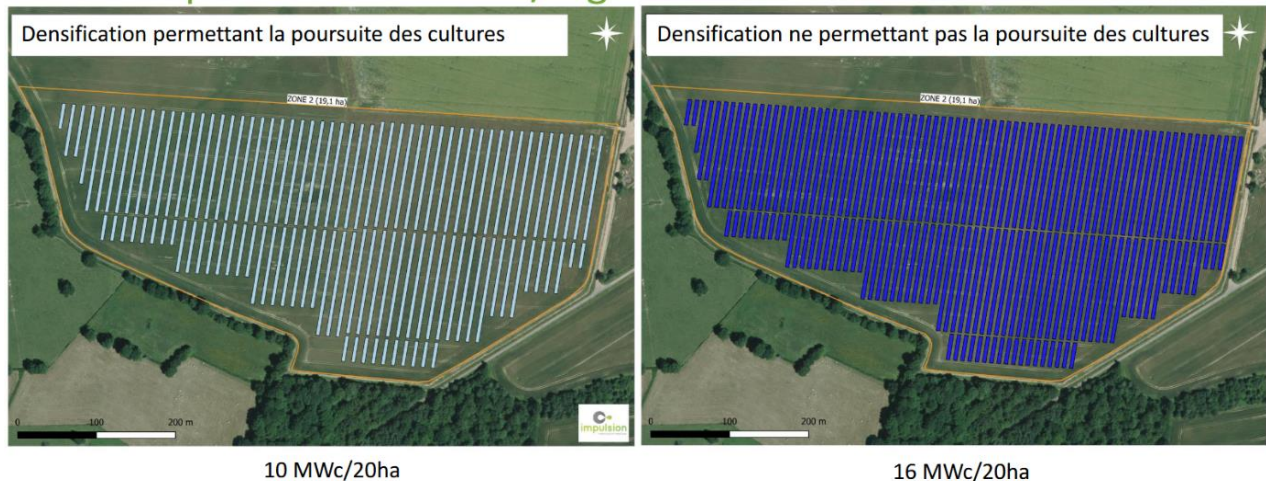 Densification permettant la poursuite des cultures
Densification ne permettant pas la poursuite des cultures
ZONE 2 (19,1 ha)
ZONE 2 (19,1 ha)
0 100 200 m
0 100 200 m
impulsion
10 MWc/20ha
16 MWc/20ha